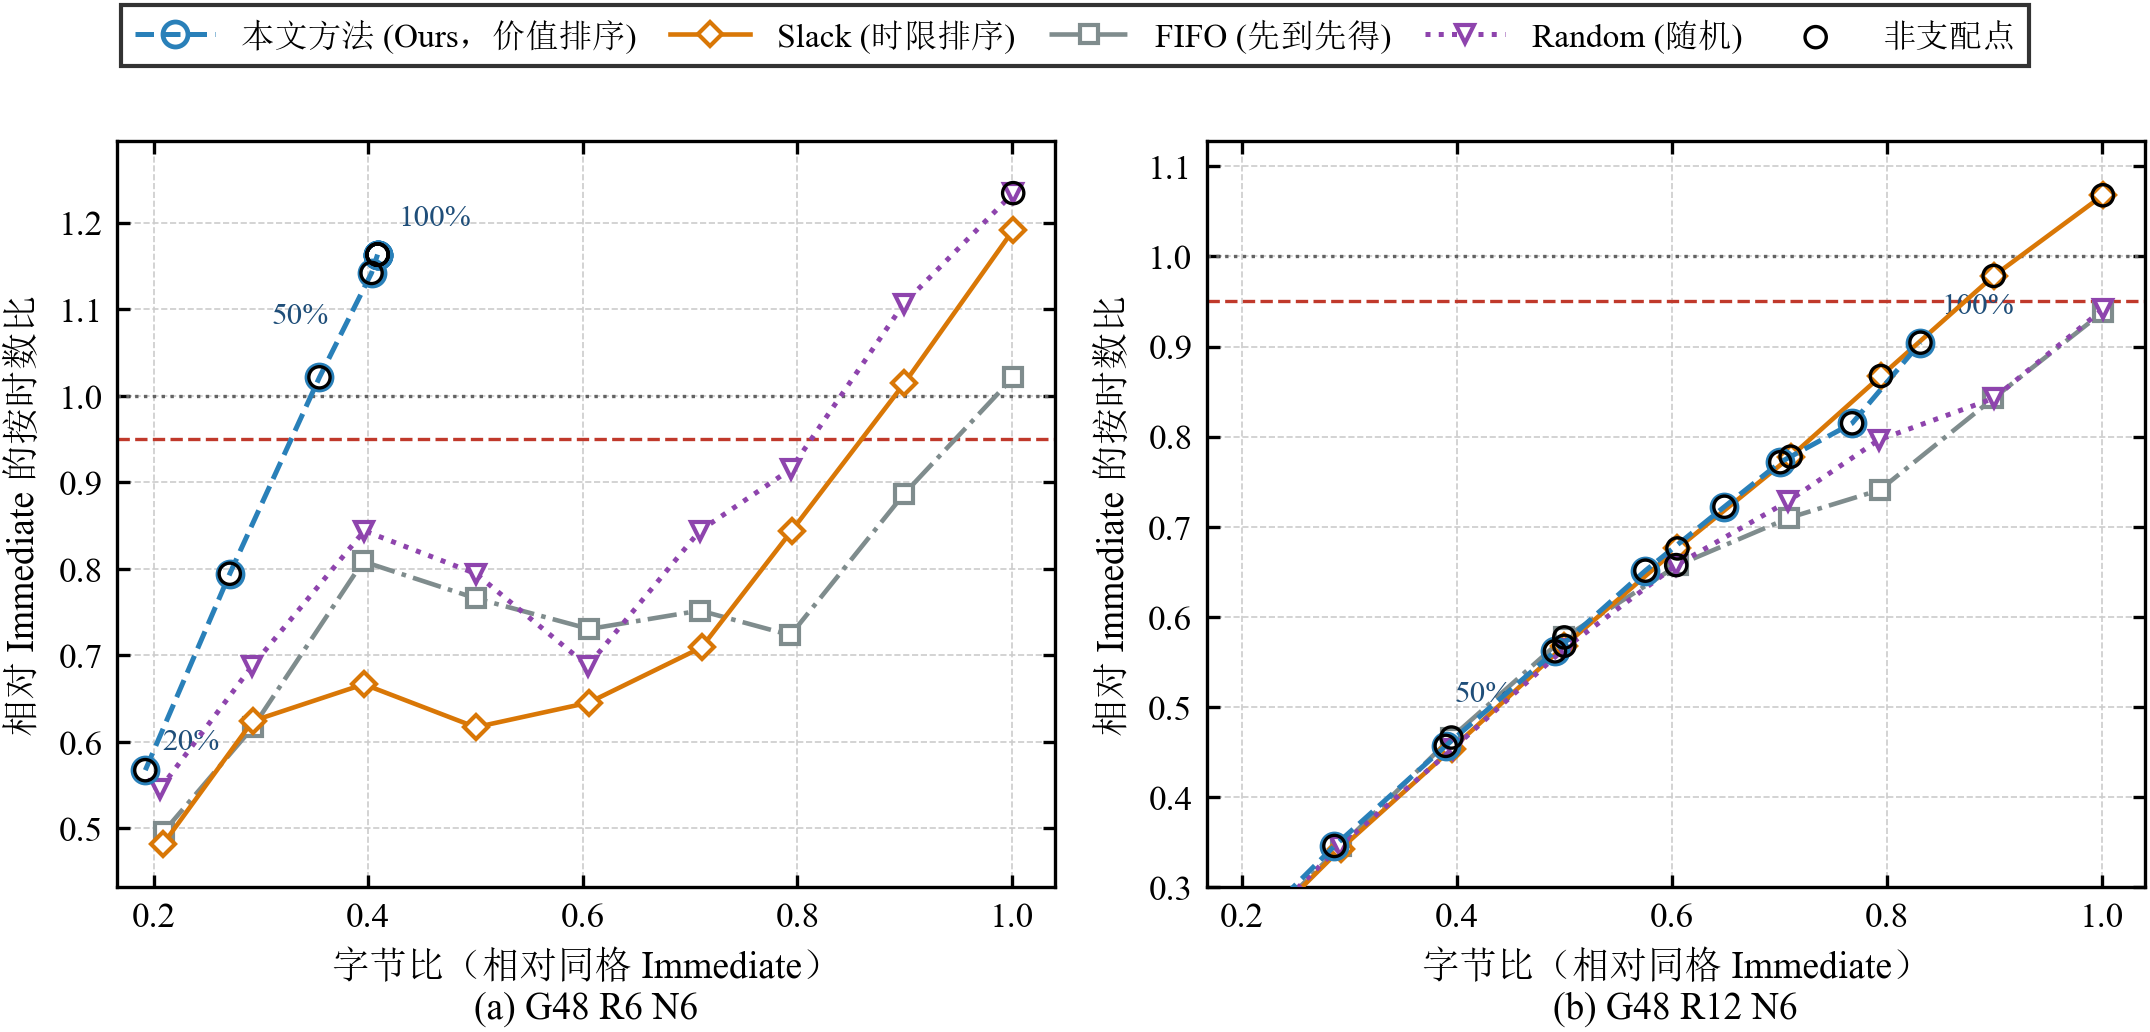 本文方法 (Ours，价值排序) Slack (时限排序) FIFO (先到先得) Random (随机) 非支配点
相对 Immediate 的按时数比
1.2
1.1
1.0
0.9
0.8
0.7
0.6
0.5
100%
50%
20%
0.2 0.4 0.6 0.8 1.0
字节比（相对同格 Immediate）
(a) G48 R6 N6
相对 Immediate 的按时数比
1.1
1.0
0.9
0.8
0.7
0.6
0.5
0.4
0.3
100%
50%
0.2 0.4 0.6 0.8 1.0
字节比（相对同格 Immediate）
(b) G48 R12 N6